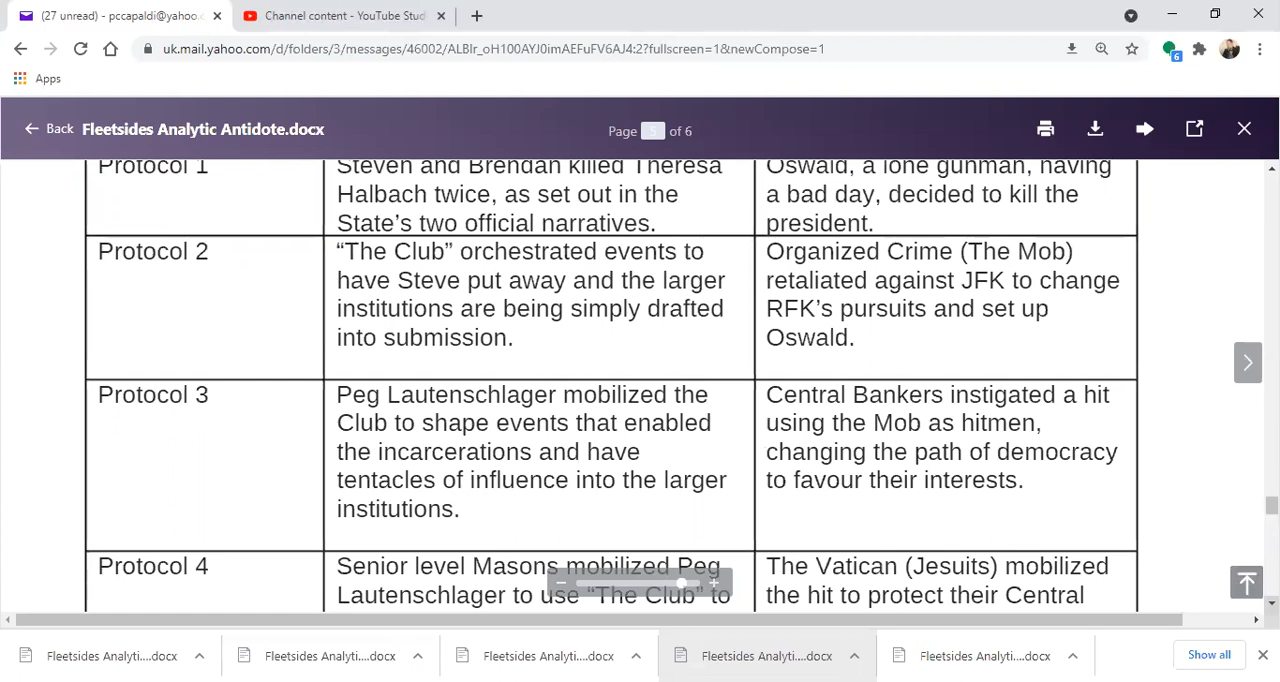 (27 unread) - pccapaldi@yahoo.c
Channel content - YouTube Stud
uk.mail.yahoo.com/d/folders/3/messages/46002/ALBlr_oH100AYJ0imAEFuFV6AJ4:2?fullscreen=1&newCompose=1
6
Apps
Back Fleetsides Analytic Antidote.docx
Page 5 of 6
Protocol 1
Steven and Brendan killed Theresa
Halbach twice, as set out in the
State's two official narratives.
Oswald, a lone gunman, having
a bad day, decided to kill the
president.
Protocol 2
“The Club” orchestrated events to
have Steve put away and the larger
institutions are being simply drafted
into submission.
Organized Crime (The Mob)
retaliated against JFK to change
RFK's pursuits and set up
Oswald.
Protocol 3
Peg Lautenschlager mobilized the
Club to shape events that enabled
the incarcerations and have
tentacles of influence into the larger
institutions.
Central Bankers instigated a hit
using the Mob as hitmen,
changing the path of democracy
to favour their interests.
Protocol 4
Senior level Masons mobilized Peg
Lautenschlager to use “The Club” to
The Vatican (Jesuits) mobilized
the hit to protect their Central
Fleetsides Analyti....docx
Fleetsides Analyti....docx
Fleetsides Analyti....docx
Fleetsides Analyti....docx
Fleetsides Analyti....docx
Show all